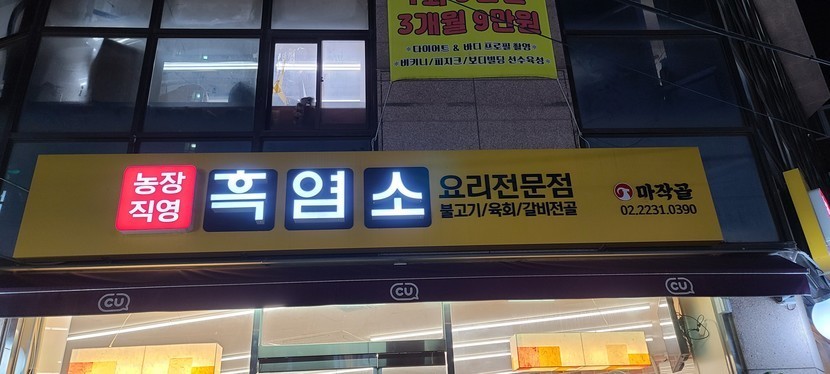 3개월 9만원
※다이어트 & 바디 프로필 촬영※
※비키니/피지크/보디빌딩 선수육성※
농장
직영
흑염소
요리전문점
불고기/육회/갈비전골
마작골
02.2231.0390
CU
CU
CU